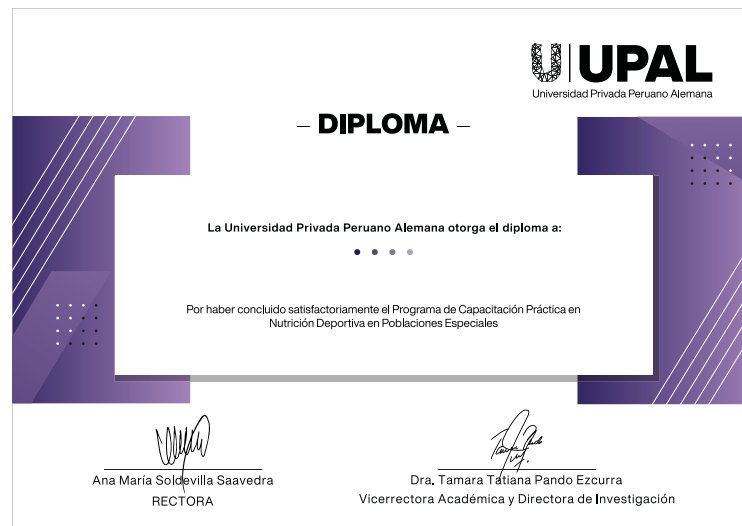 UPAL
Universidad Privada Peruano Alemana
– DIPLOMA –
La Universidad Privada Peruano Alemana otorga el diploma a:
Por haber concluido satisfactoriamente el Programa de Capacitación Práctica en
Nutrición Deportiva en Poblaciones Especiales
Ana María Soldevilla Saavedra
RECTORA
Dra. Tamara Tatiana Pando Ezcurra
Vicerrectora Académica y Directora de Investigación